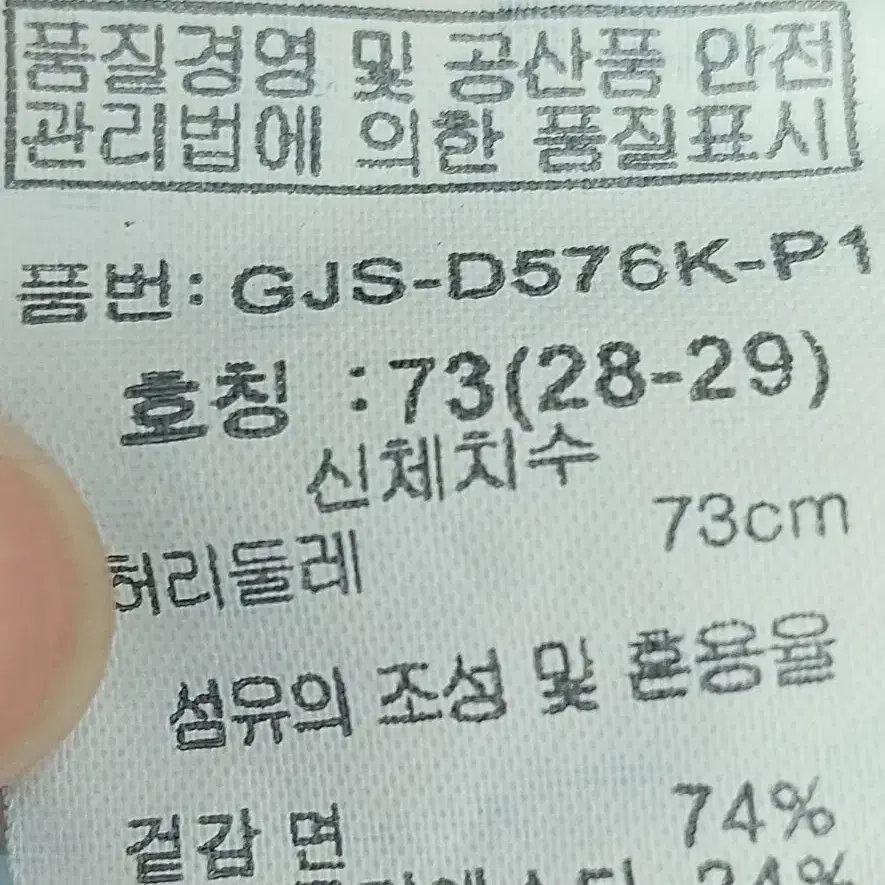 품질경영 및 공산품 안전
관리법에 의한 품질표시
품번: GJS-D576K-P1
호칭 :73(28-29)
신체치수
허리둘레 73cm
섬유의 조성 및 혼용율
겉감 면 74%
24%